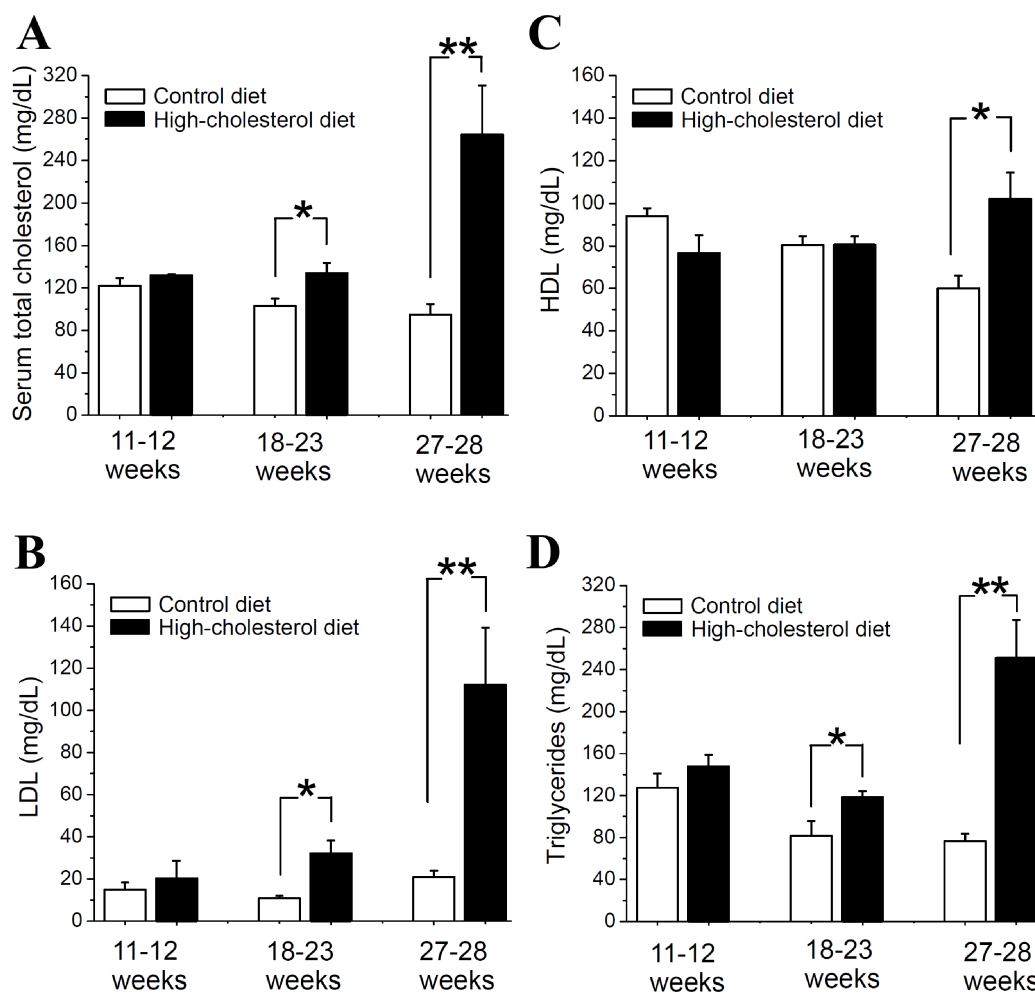 A
**
Serum total cholesterol (mg/dL)
320
280
240
200
160
120
80
40
0
Control diet
High-cholesterol diet
*
11-12 weeks
18-23 weeks
27-28 weeks
C
HDL (mg/dL)
160
140
120
100
80
60
40
20
0
Control diet
High-cholesterol diet
*
11-12 weeks
18-23 weeks
27-28 weeks
B
**
LDL (mg/dL)
160
140
120
100
80
60
40
20
0
Control diet
High-cholesterol diet
*
11-12 weeks
18-23 weeks
27-28 weeks
D
**
Triglycerides (mg/dL)
320
280
240
200
160
120
80
40
0
Control diet
High-cholesterol diet
*
11-12 weeks
18-23 weeks
27-28 weeks